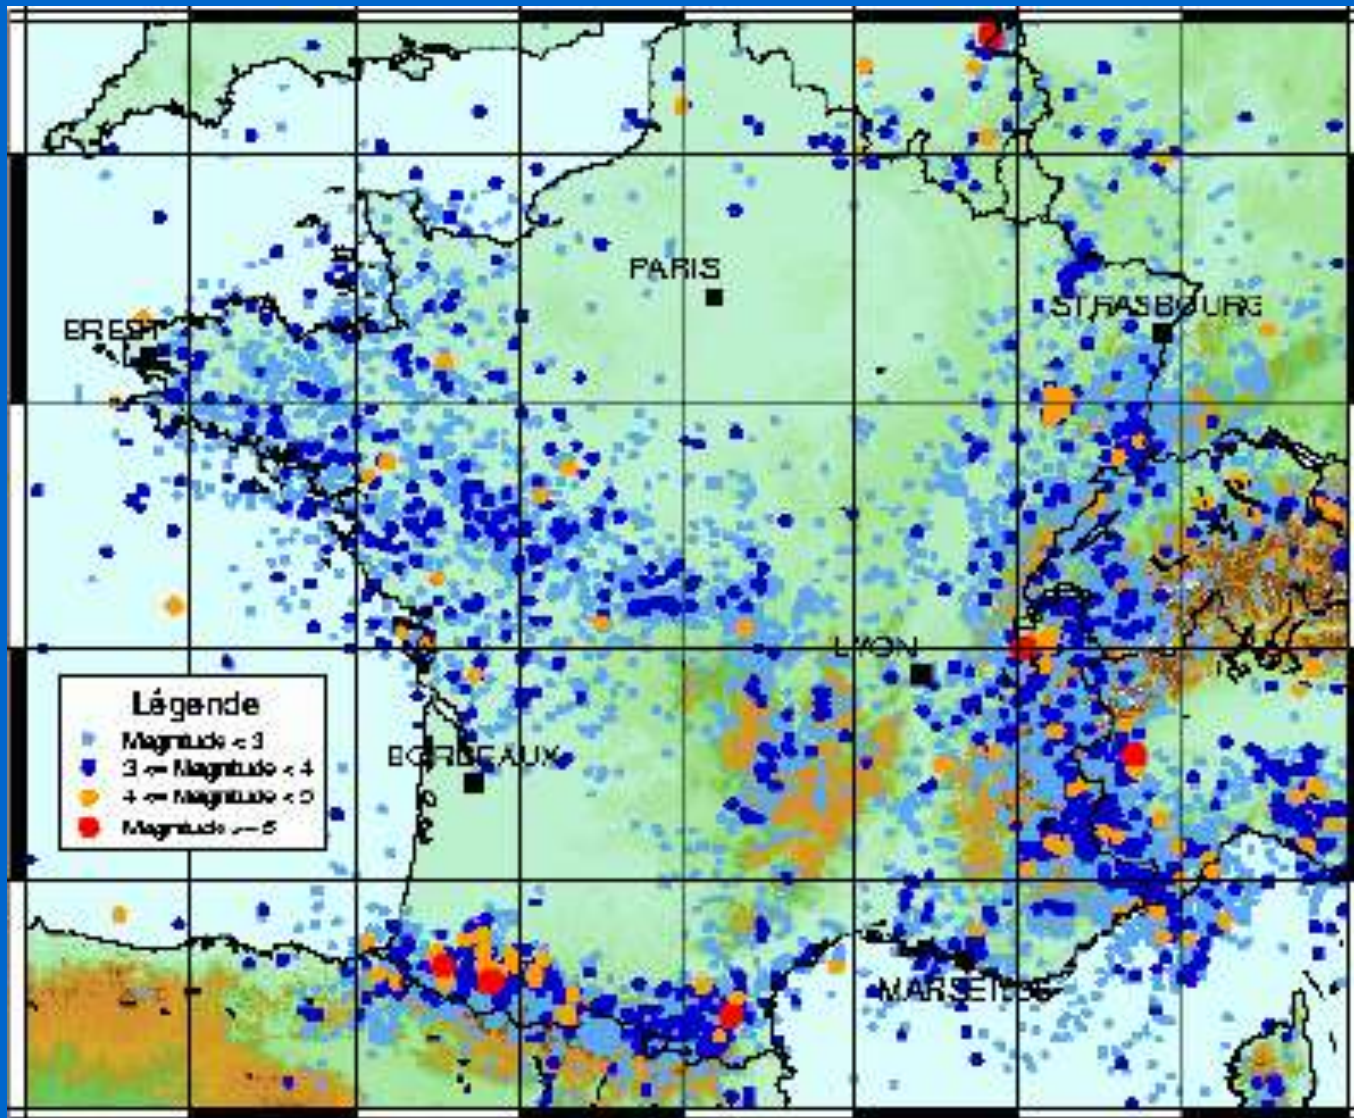 PARIS
BREST
STRASBOURG
LYON
Légende
Magnitude < 3
3 <= Magnitude < 4
4 <= Magnitude < 5
BORDEAUX
Magnitude >= 5
MARSEILLE